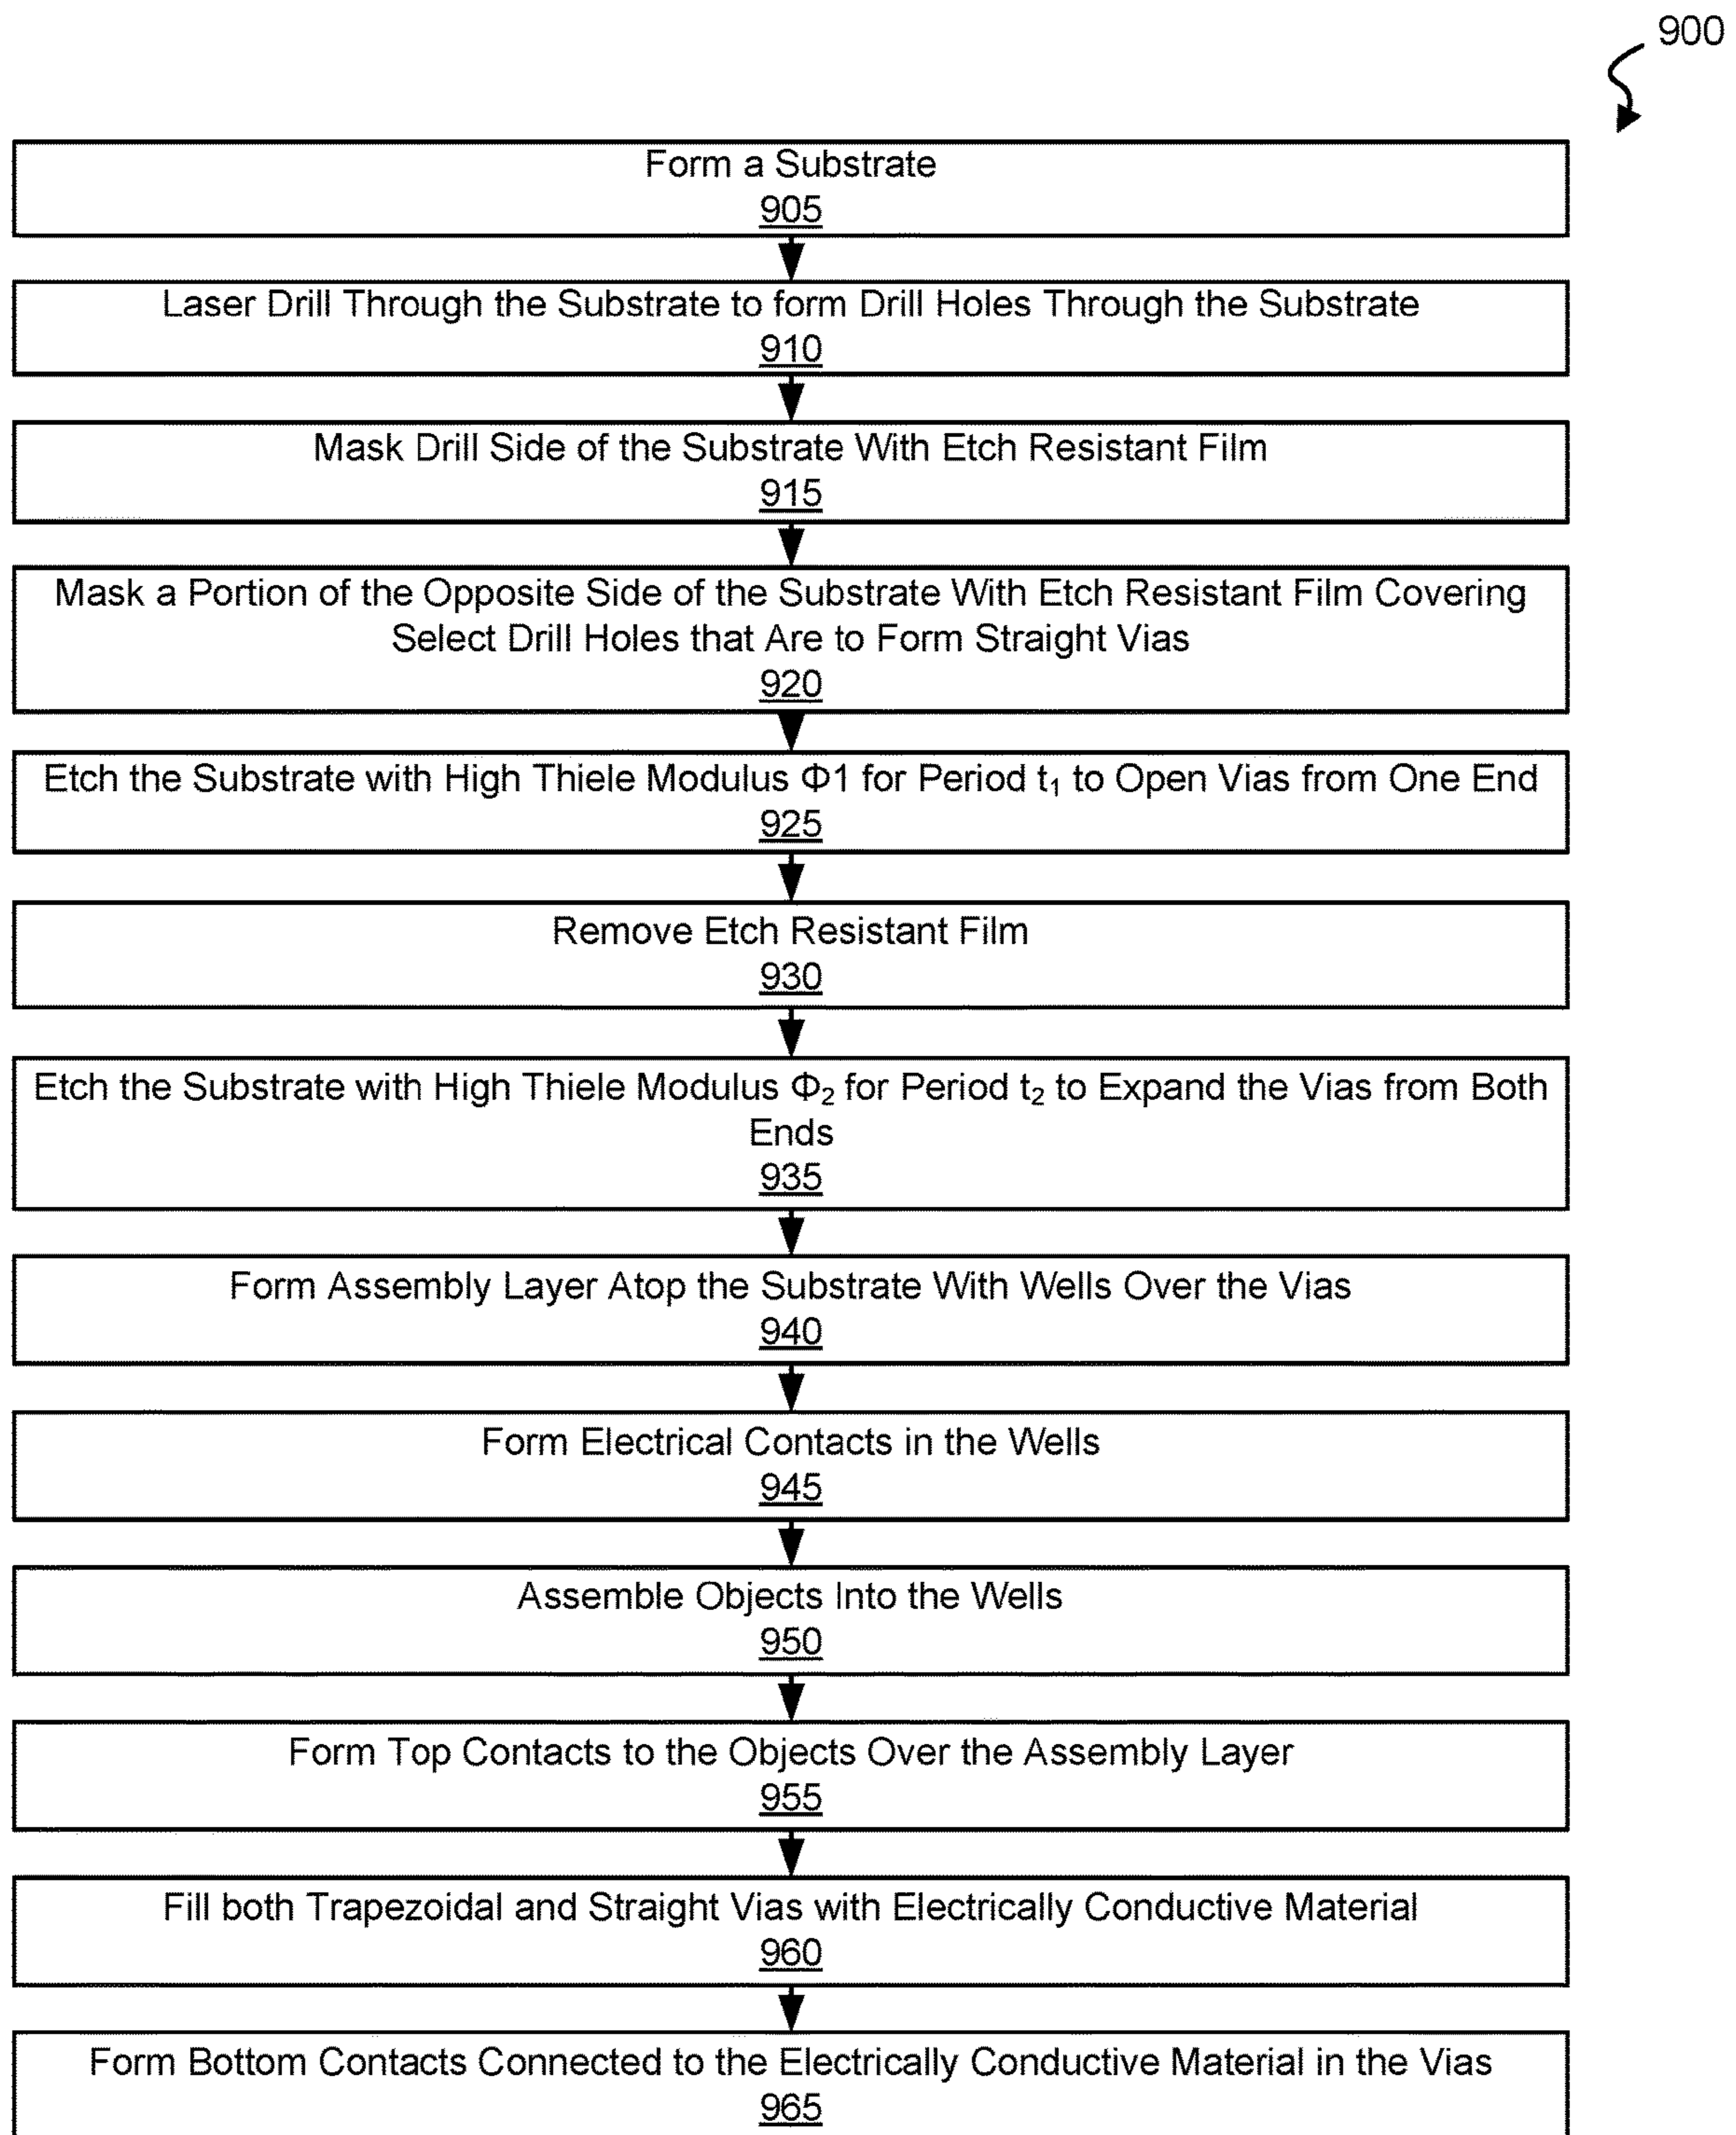 900
Form a Substrate
905
Laser Drill Through the Substrate to form Drill Holes Through the Substrate
910
Mask Drill Side of the Substrate With Etch Resistant Film
915
Mask a Portion of the Opposite Side of the Substrate With Etch Resistant Film Covering
Select Drill Holes that Are to Form Straight Vias
920
Etch the Substrate with High Thiele Modulus Φ1 for Period t₁ to Open Vias from One End
925
Remove Etch Resistant Film
930
Etch the Substrate with High Thiele Modulus Φ₂ for Period t₂ to Expand the Vias from Both
Ends
935
Form Assembly Layer Atop the Substrate With Wells Over the Vias
940
Form Electrical Contacts in the Wells
945
Assemble Objects Into the Wells
950
Form Top Contacts to the Objects Over the Assembly Layer
955
Fill both Trapezoidal and Straight Vias with Electrically Conductive Material
960
Form Bottom Contacts Connected to the Electrically Conductive Material in the Vias
965